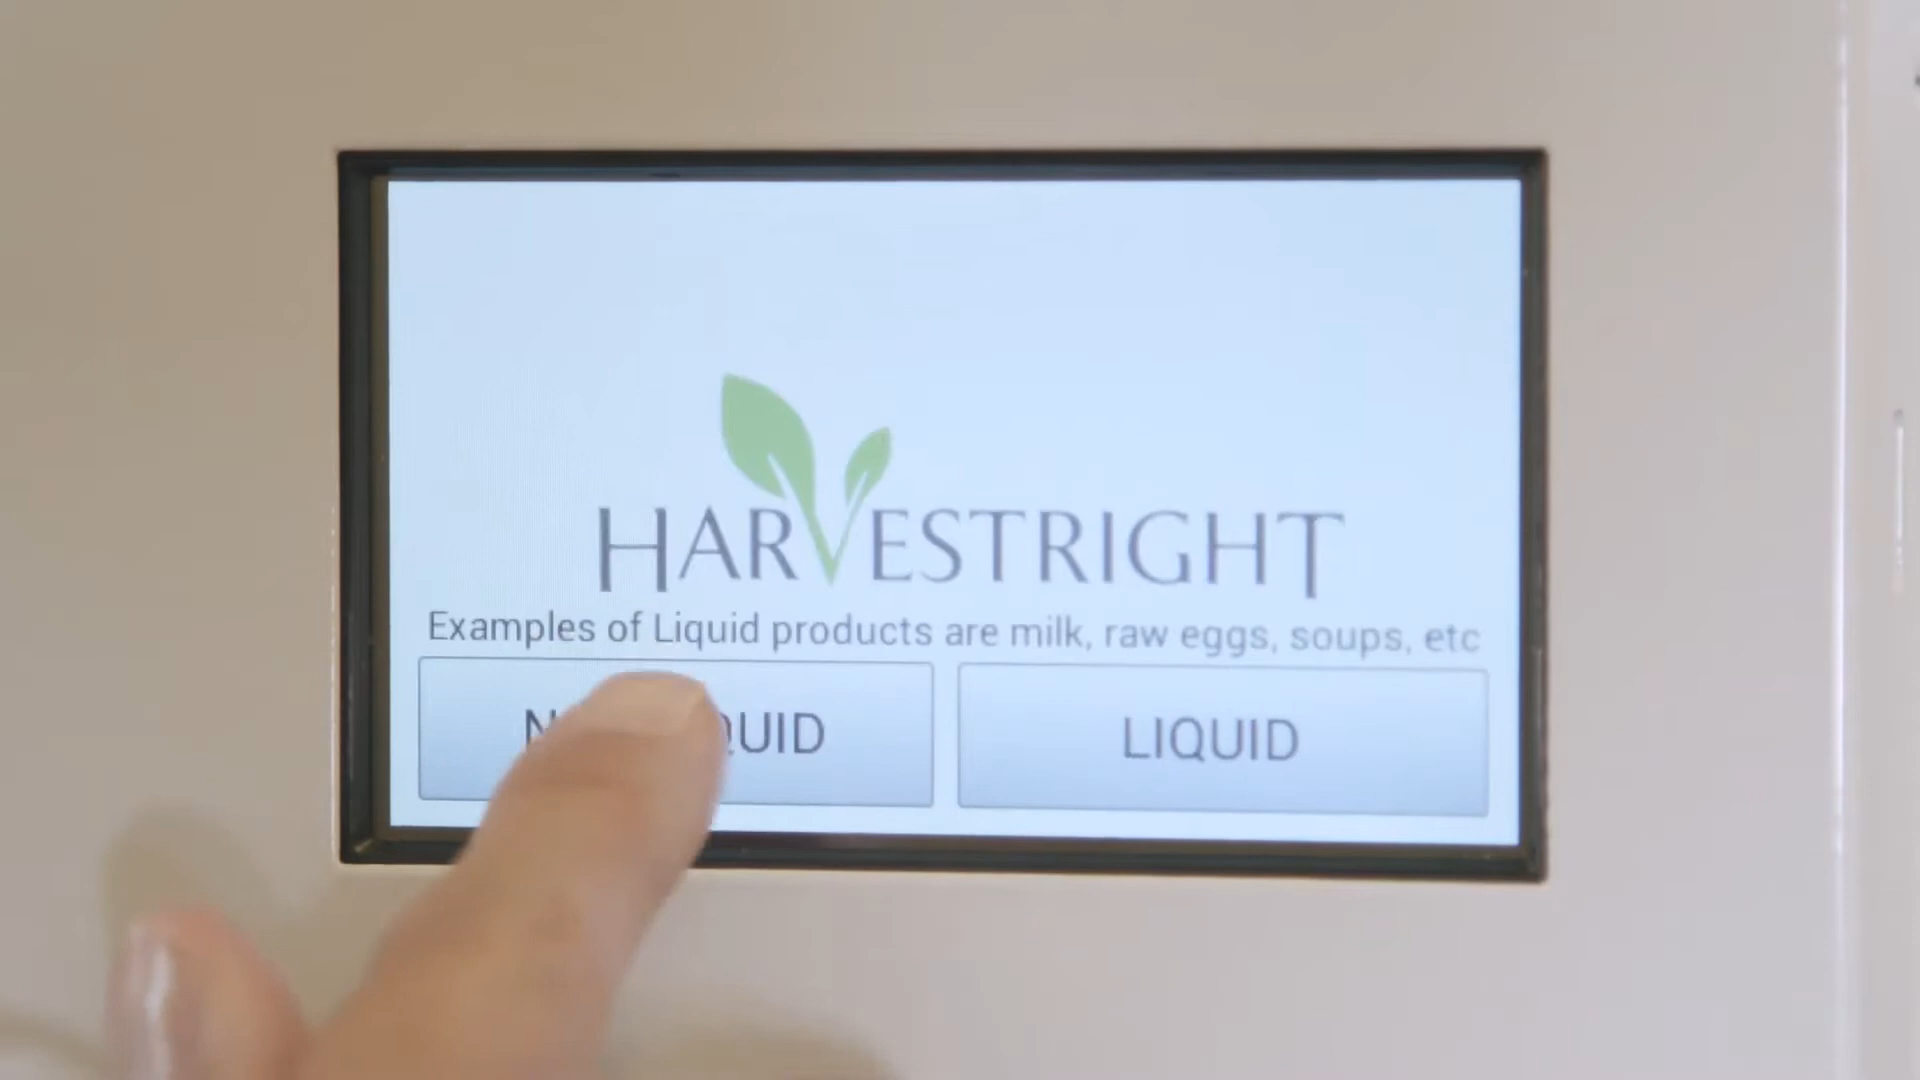 HARVESTRIGHT
Examples of Liquid products are milk, raw eggs, soups, etc
LIQUID